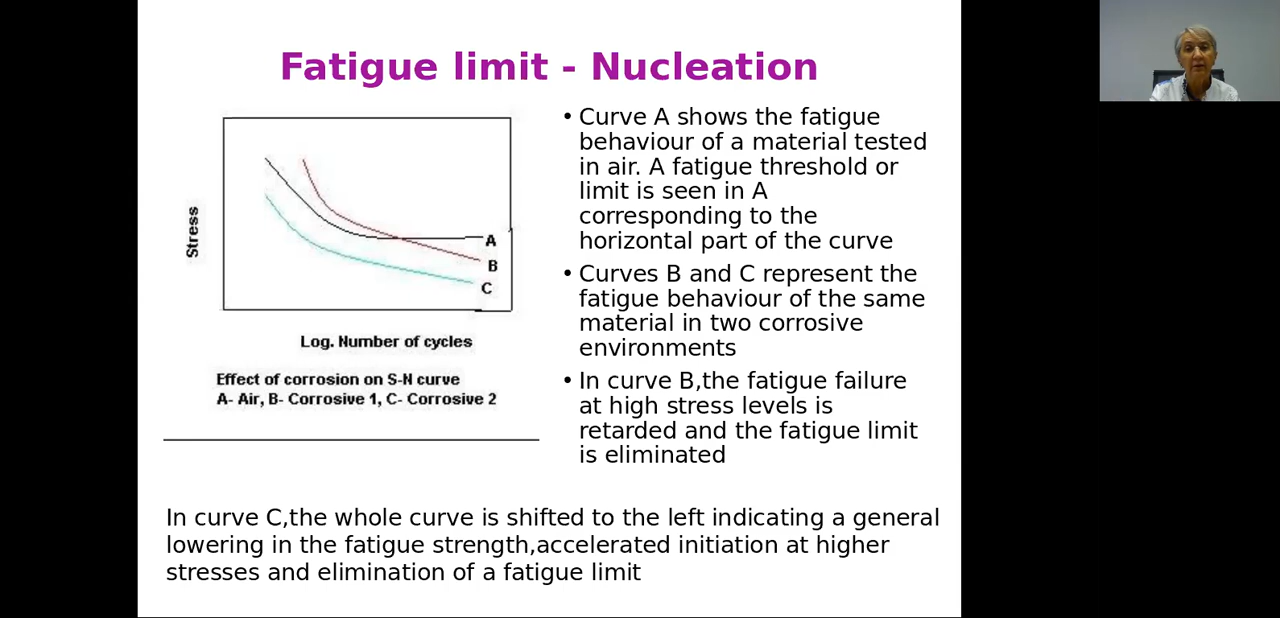 Fatigue limit - Nucleation
Stress
A
B
C
Log. Number of cycles
Effect of corrosion on S-N curve
A- Air, B- Corrosive 1, C- Corrosive 2
• Curve A shows the fatigue
behaviour of a material tested
in air. A fatigue threshold or
limit is seen in A
corresponding to the
horizontal part of the curve
• Curves B and C represent the
fatigue behaviour of the same
material in two corrosive
environments
• In curve B,the fatigue failure
at high stress levels is
retarded and the fatigue limit
is eliminated
In curve C,the whole curve is shifted to the left indicating a general
lowering in the fatigue strength,accelerated initiation at higher
stresses and elimination of a fatigue limit